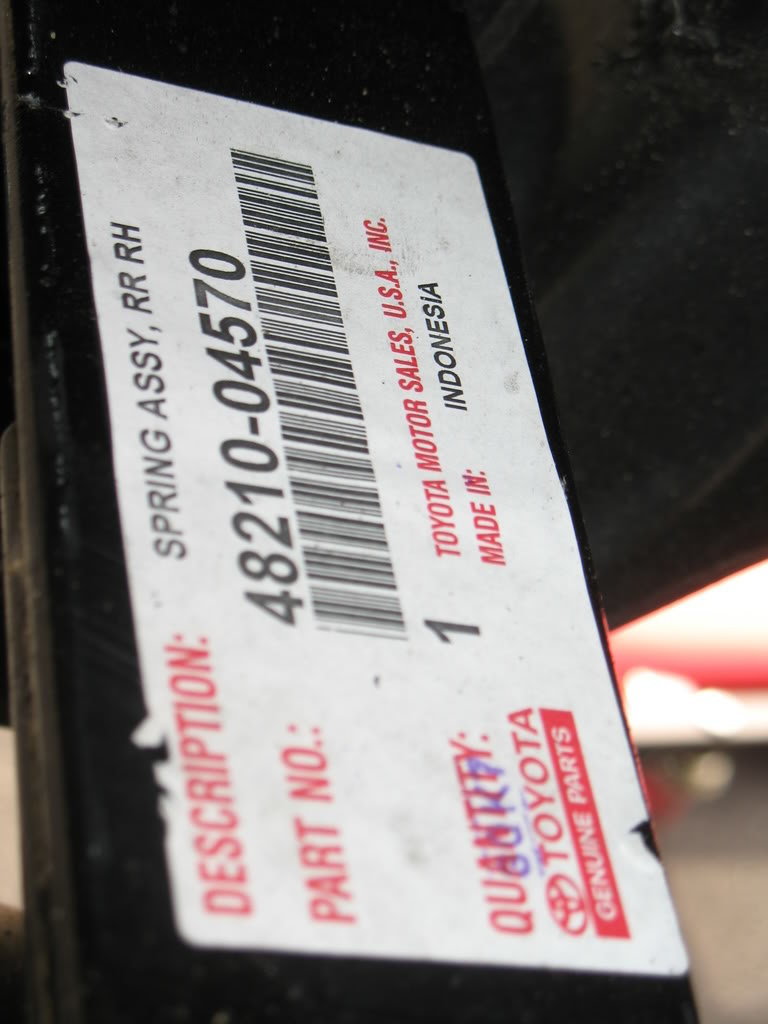 DESCRIPTION: SPRING ASSY, RR RH
PART NO.: 48210-04570
QUANTITY: 1
TOYOTA MOTOR SALES, U.S.A., INC.
MADE IN: INDONESIA
TOYOTA
GENUINE PARTS